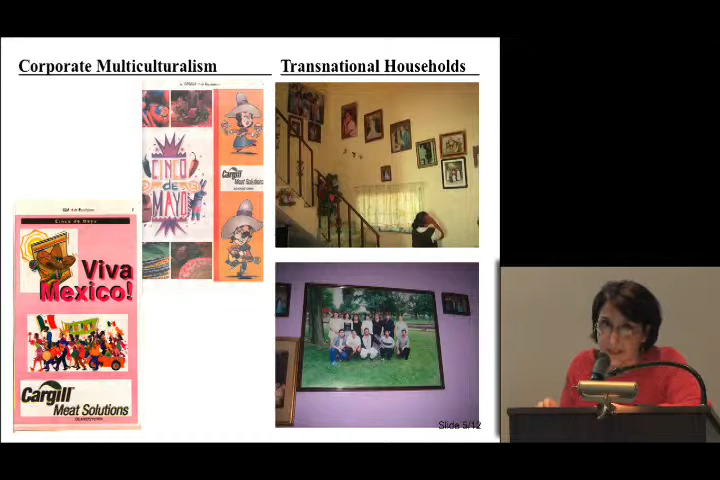 Corporate Multiculturalism
Transnational Households
CINCO
DE
MAYO
Cargill
Meat Solutions
Cinco de Mayo
Viva
Mexico!
Cargill
Meat Solutions
Slide 5/12